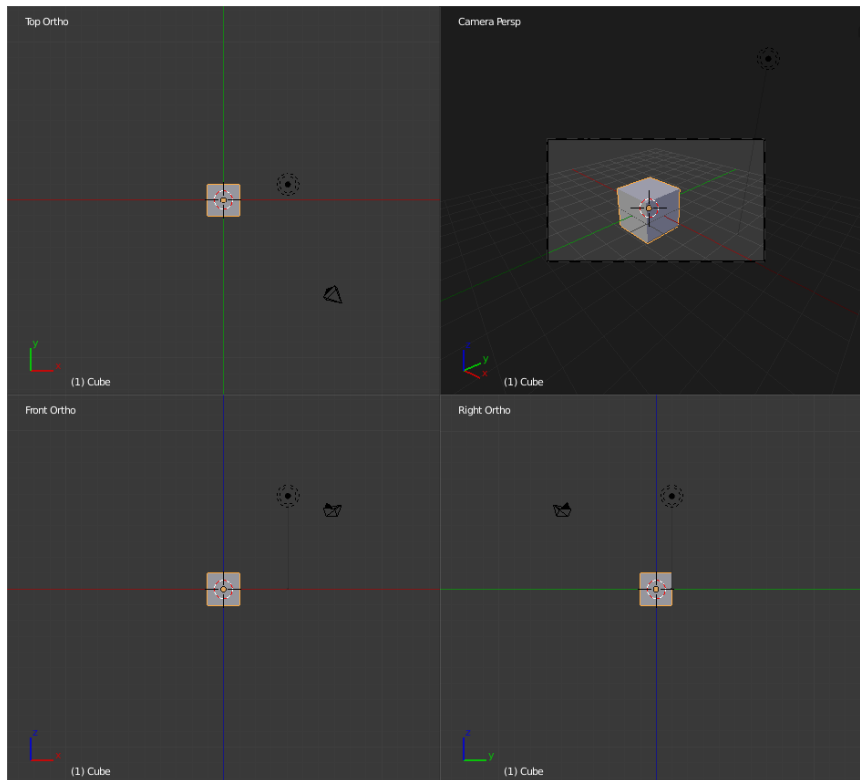 Top Ortho
y
x
(1) Cube
Camera Persp
z
y
x
(1) Cube
Front Ortho
z
x
(1) Cube
Right Ortho
z
y
(1) Cube